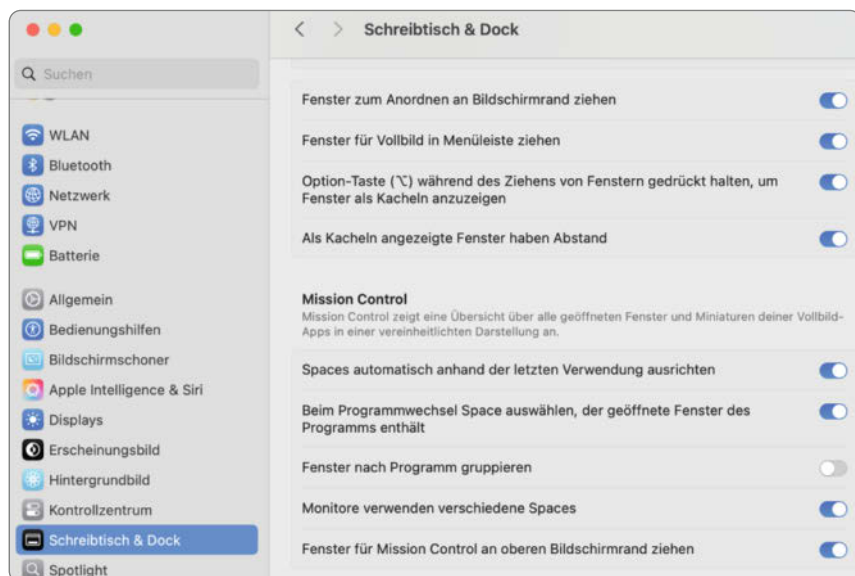 Schreibtisch & Dock
Suchen
WLAN
Bluetooth
Netzwerk
VPN
Batterie
Allgemein
Bedienungshilfen
Bildschirmschoner
Apple Intelligence & Siri
Displays
Erscheinungsbild
Hintergrundbild
Kontrollzentrum
Schreibtisch & Dock
Spotlight
Fenster zum Anordnen an Bildschirmrand ziehen
Fenster für Vollbild in Menüleiste ziehen
Option-Taste (⌥) während des Ziehens von Fenstern gedrückt halten, um
Fenster als Kacheln anzuzeigen
Als Kacheln angezeigte Fenster haben Abstand
Mission Control
Mission Control zeigt eine Übersicht über alle geöffneten Fenster und Miniaturen deiner Vollbild-
Apps in einer vereinheitlichten Darstellung an.
Spaces automatisch anhand der letzten Verwendung ausrichten
Beim Programmwechsel Space auswählen, der geöffnete Fenster des
Programms enthält
Fenster nach Programm gruppieren
Monitore verwenden verschiedene Spaces
Fenster für Mission Control an oberen Bildschirmrand ziehen